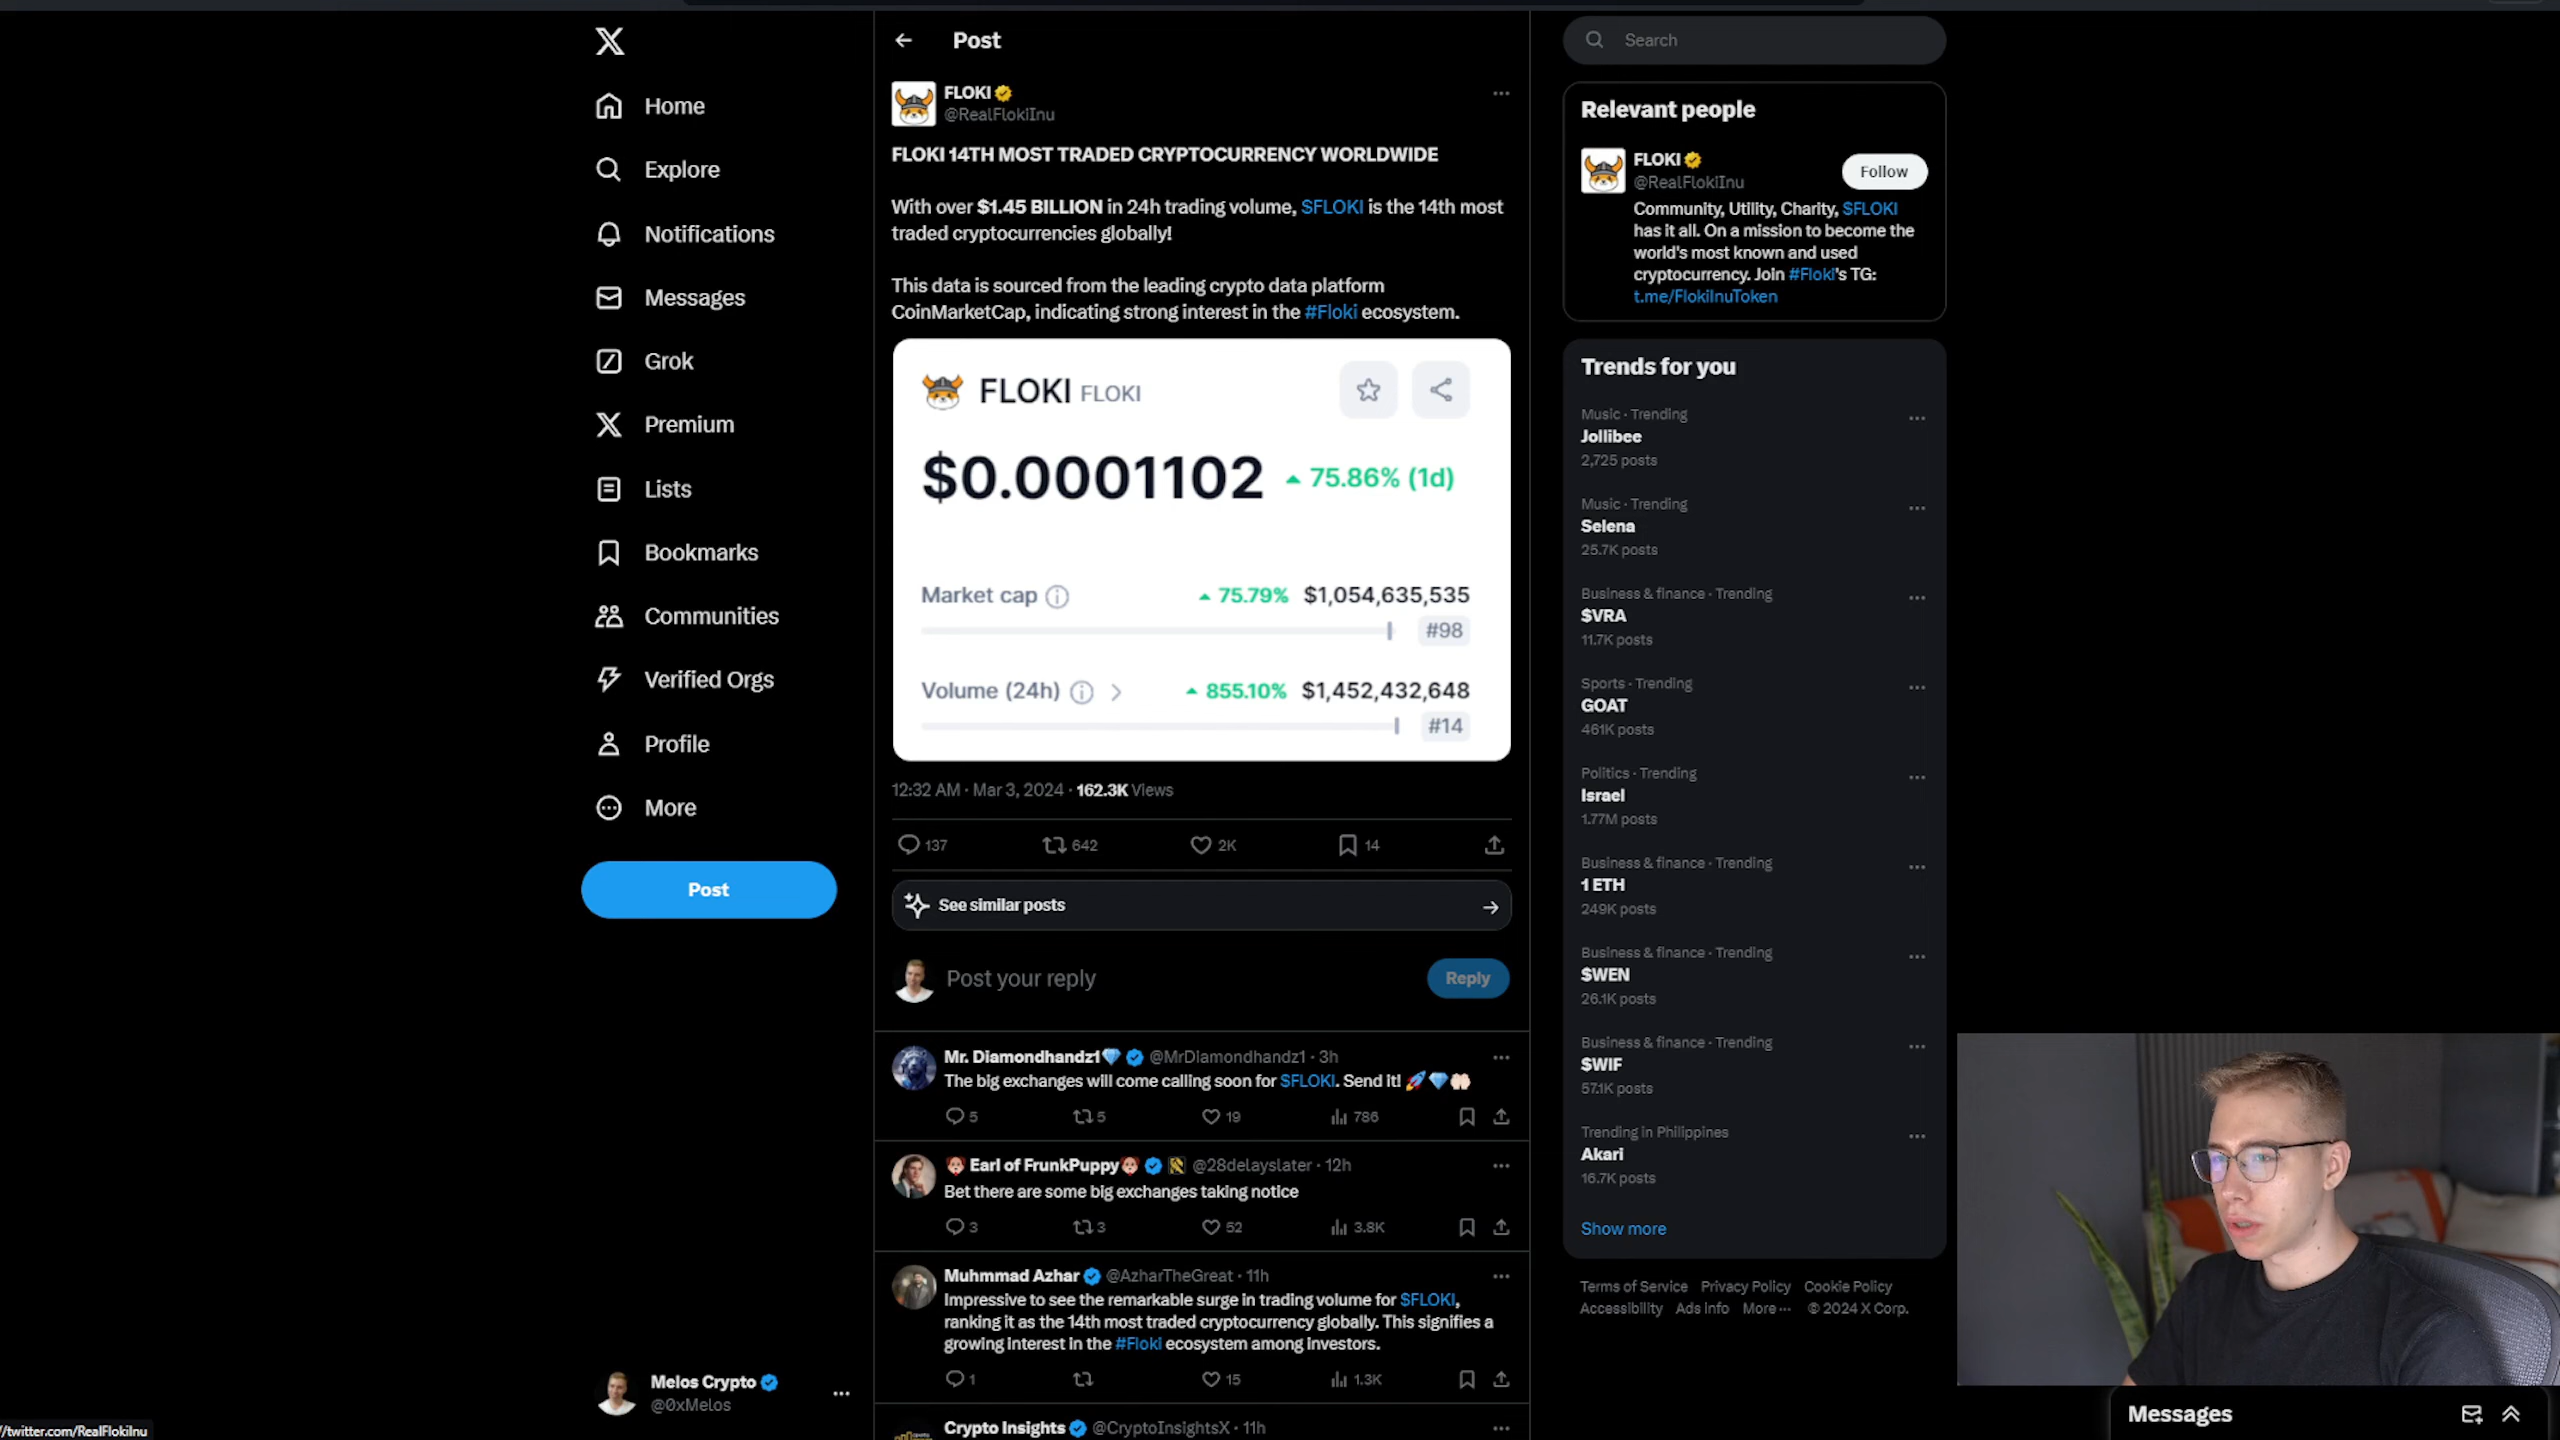 Home
Explore
Notifications
Messages
Grok
Premium
Lists
Bookmarks
Communities
Verified Orgs
Profile
More
Post
Melos Crypto
@0xMelos
//twitter.com/RealFlokiInu
Post
FLOKI
@RealFlokiInu
FLOKI 14TH MOST TRADED CRYPTOCURRENCY WORLDWIDE
With over $1.45 BILLION in 24h trading volume, $FLOKI is the 14th most
traded cryptocurrencies globally!
This data is sourced from the leading crypto data platform
CoinMarketCap, indicating strong interest in the #Floki ecosystem.
FLOKI FLOKI
$0.0001102 75.86% (1d)
Market cap 75.79% $1,054,635,535
#98
Volume (24h) 855.10% $1,452,432,648
#14
12:32 AM · Mar 3, 2024 · 162.3K Views
137 642 2K 14
See similar posts
Post your reply
Reply
Mr. Diamondhandz1 @MrDiamondhandz1 · 3h
The big exchanges will come calling soon for $FLOKI. Send it!
5 5 19 786
Earl of FrunkPuppy @28delayslater · 12h
Bet there are some big exchanges taking notice
3 3 52 3.8K
Muhmmad Azhar @AzharTheGreat · 11h
Impressive to see the remarkable surge in trading volume for $FLOKI,
ranking it as the 14th most traded cryptocurrency globally. This signifies a
growing interest in the #Floki ecosystem among investors.
1 15 1.3K
Crypto Insights @CryptoInsightsX · 11h
Search
Relevant people
FLOKI
@RealFlokiInu
Follow
Community, Utility, Charity, $FLOKI
has it all. On a mission to become the
world's most known and used
cryptocurrency. Join #Floki's TG:
t.me/FlokiInuToken
Trends for you
Music · Trending
Jollibee
2,725 posts
Music · Trending
Selena
25.7K posts
Business & finance · Trending
$VRA
11.7K posts
Sports · Trending
GOAT
461K posts
Politics · Trending
Israel
1.77M posts
Business & finance · Trending
1 ETH
249K posts
Business & finance · Trending
$WEN
26.1K posts
Business & finance · Trending
$WIF
57.1K posts
Trending in Philippines
Akari
16.7K posts
Show more
Terms of Service Privacy Policy Cookie Policy
Accessibility Ads info More ··· © 2024 X Corp.
Messages